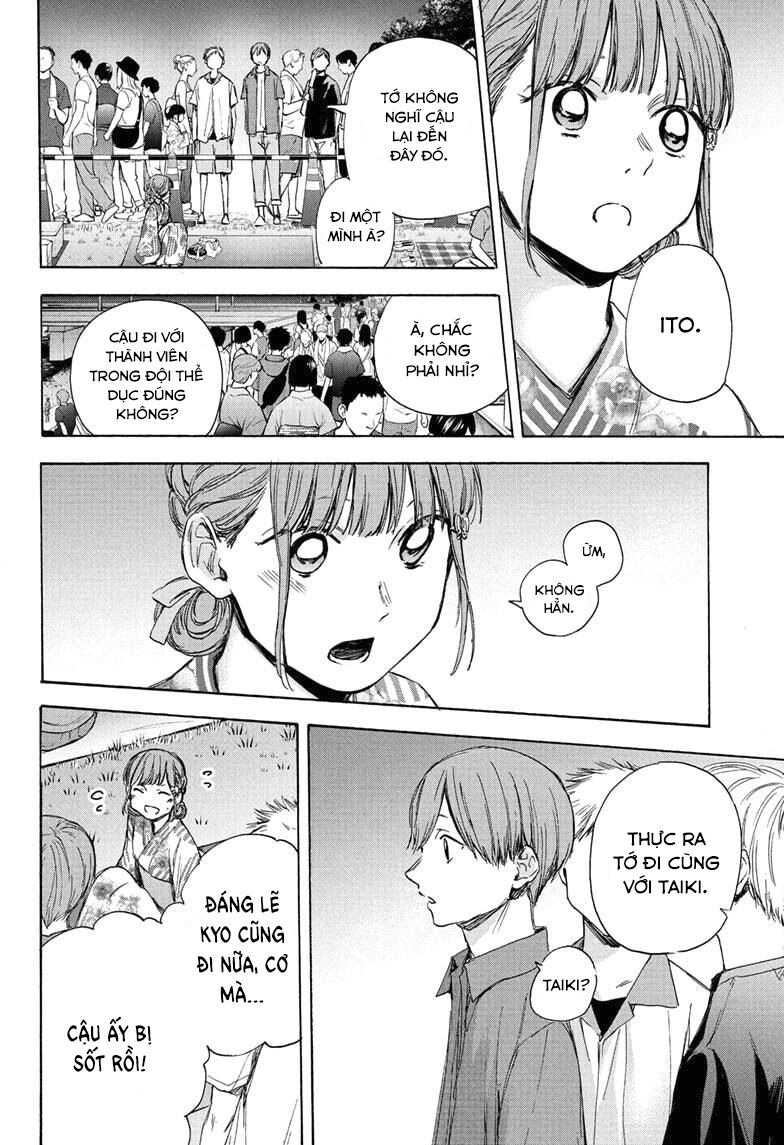 ITO.
TỚ KHÔNG
NGHĨ CẬU
LẠI ĐẾN
ĐÂY ĐÓ.
ĐI MỘT
MÌNH À?
À, CHẮC
KHÔNG
PHẢI NHỈ?
CẬU ĐI VỚI
THÀNH VIÊN
TRONG ĐỘI THỂ
DỤC ĐÚNG
KHÔNG?
ỪM,
KHÔNG
HẲN.
THỰC RA
TỚ ĐI CÙNG
VỚI TAIKI.
TAIKI?
ĐÁNG LẼ
KYO CŨNG
ĐI NỮA, CƠ
MÀ...
CẬU ẤY BỊ
SỐT RỒI!